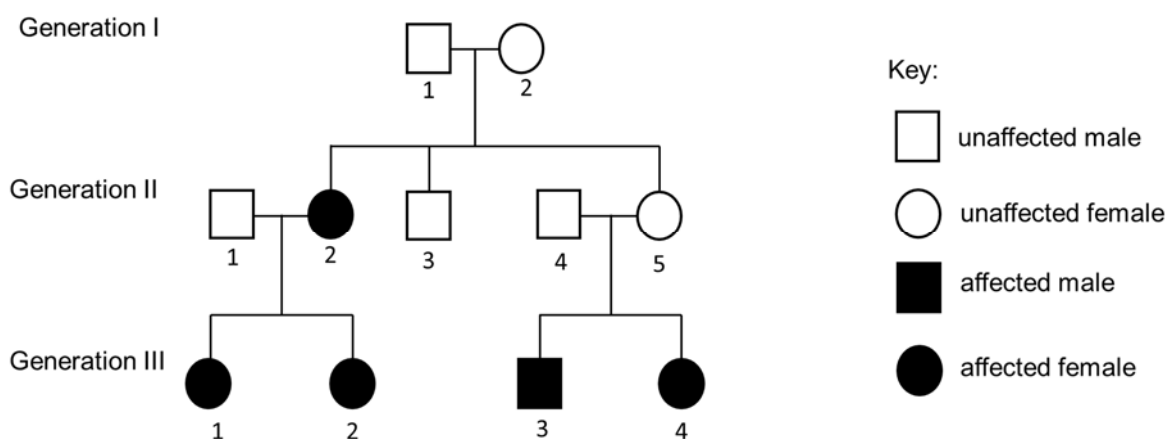 Generation I
1
2
Key:
unaffected male
Generation II
1
2
3
4
5
unaffected female
affected male
Generation III
1
2
3
4
affected female